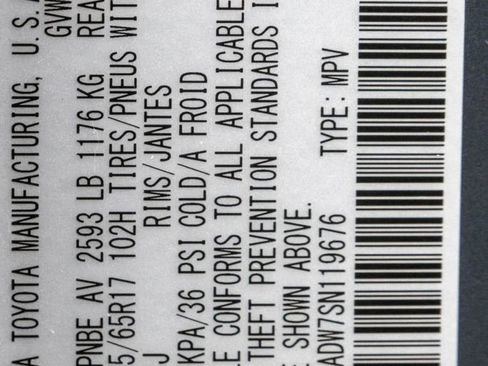 A TOYOTA MANUFACTURING, U.S.A
GVW
PNBE AV 2593 LB 1176 KG REA
5/65R17 102H TIRES/PNEUS WIT
J RIMS/JANTES
KPA/36 PSI COLD/A FROID
E CONFORMS TO ALL APPLICABLE
THEFT PREVENTION STANDARDS I
SHOWN ABOVE.
ADW7SN119676 TYPE: MPV